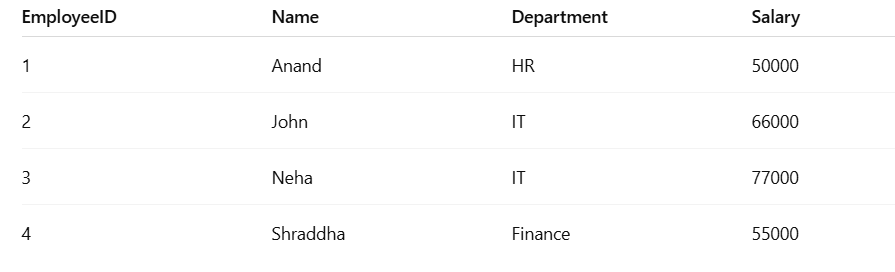 EmployeeID Name Department Salary
1 Anand HR 50000
2 John IT 66000
3 Neha IT 77000
4 Shraddha Finance 55000